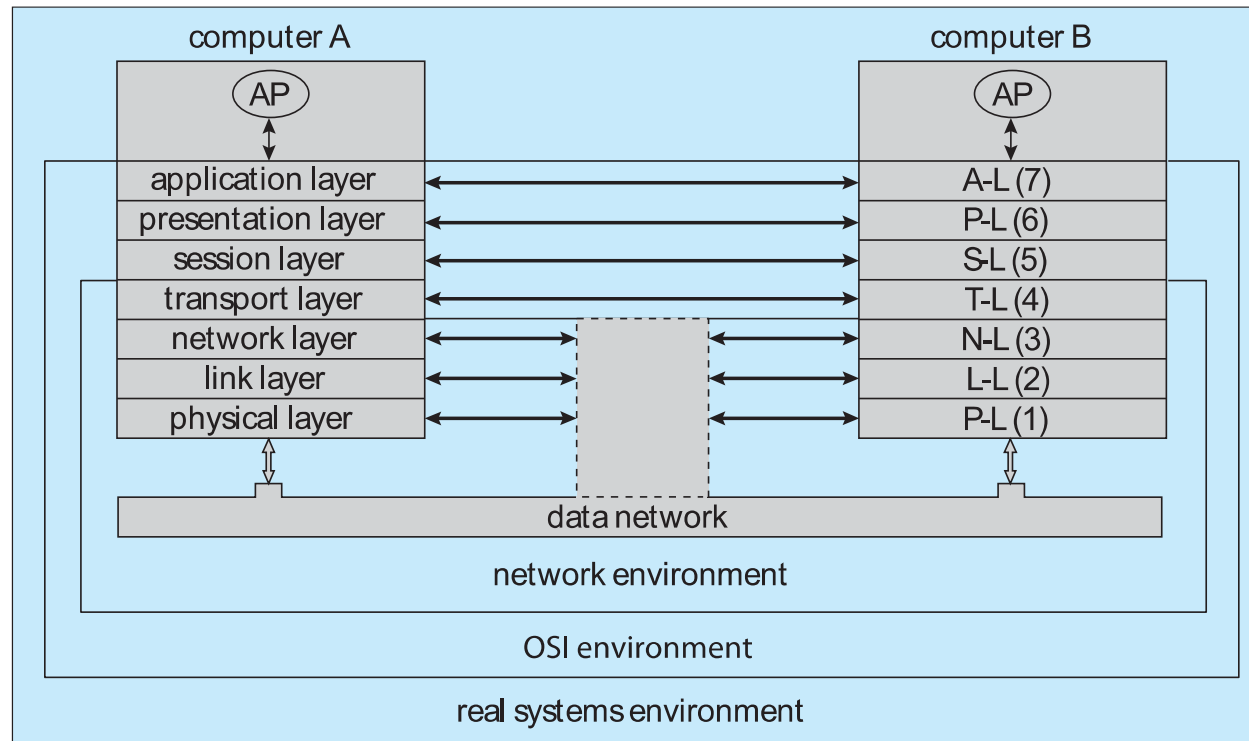 computer A
computer B
AP
AP
application layer
A-L (7)
presentation layer
P-L (6)
session layer
S-L (5)
transport layer
T-L (4)
network layer
N-L (3)
link layer
L-L (2)
physical layer
P-L (1)
data network
network environment
OSI environment
real systems environment